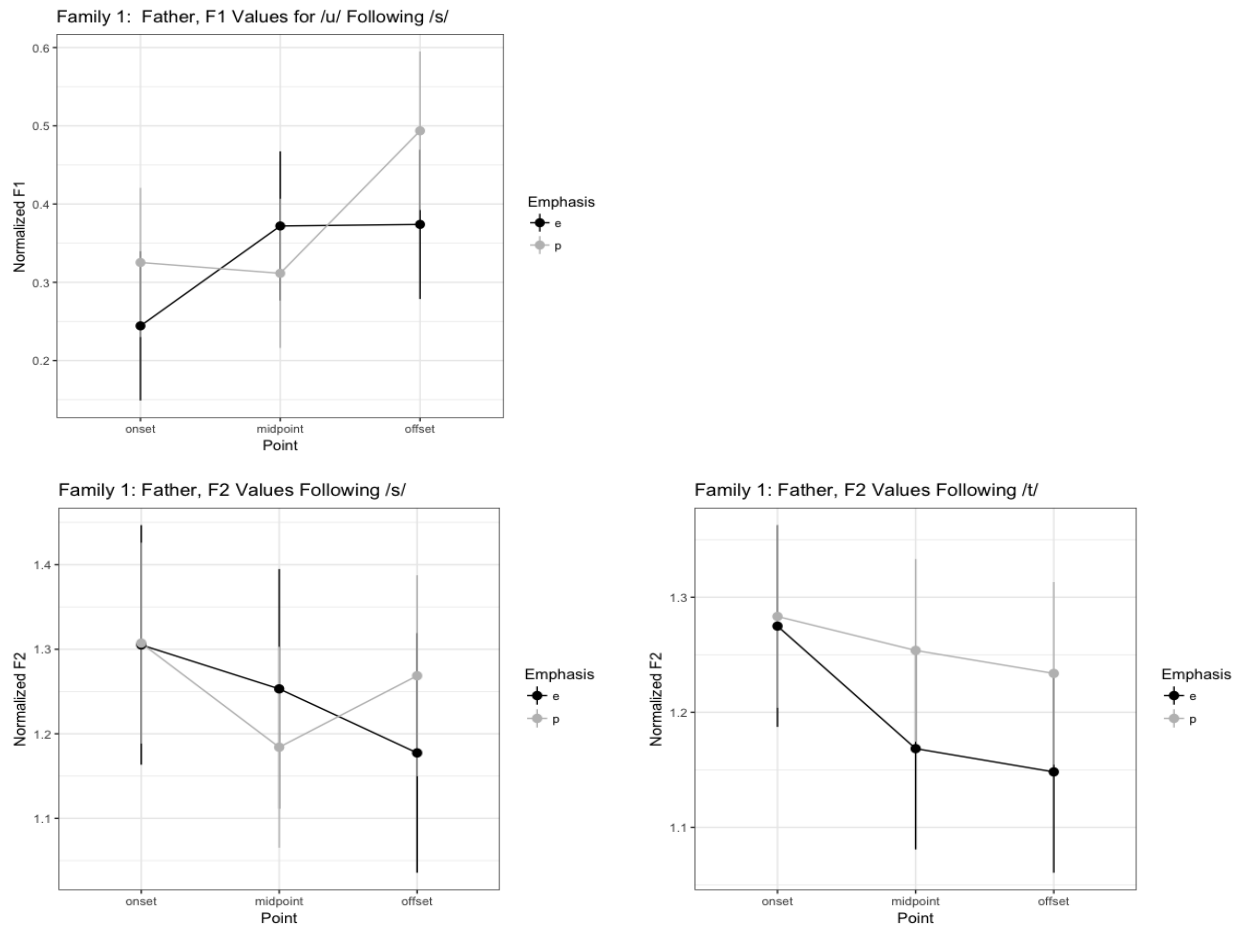 Family 1:  Father, F1 Values for /u/ Following /s/
0.6
0.5
0.4
0.3
0.2
Normalized F1
onset midpoint offset
Point
Emphasis
e
p
Family 1: Father, F2 Values Following /s/
1.4
1.3
1.2
1.1
Normalized F2
onset midpoint offset
Point
Emphasis
e
p
Family 1: Father, F2 Values Following /t/
1.3
1.2
1.1
Normalized F2
onset midpoint offset
Point
Emphasis
e
p